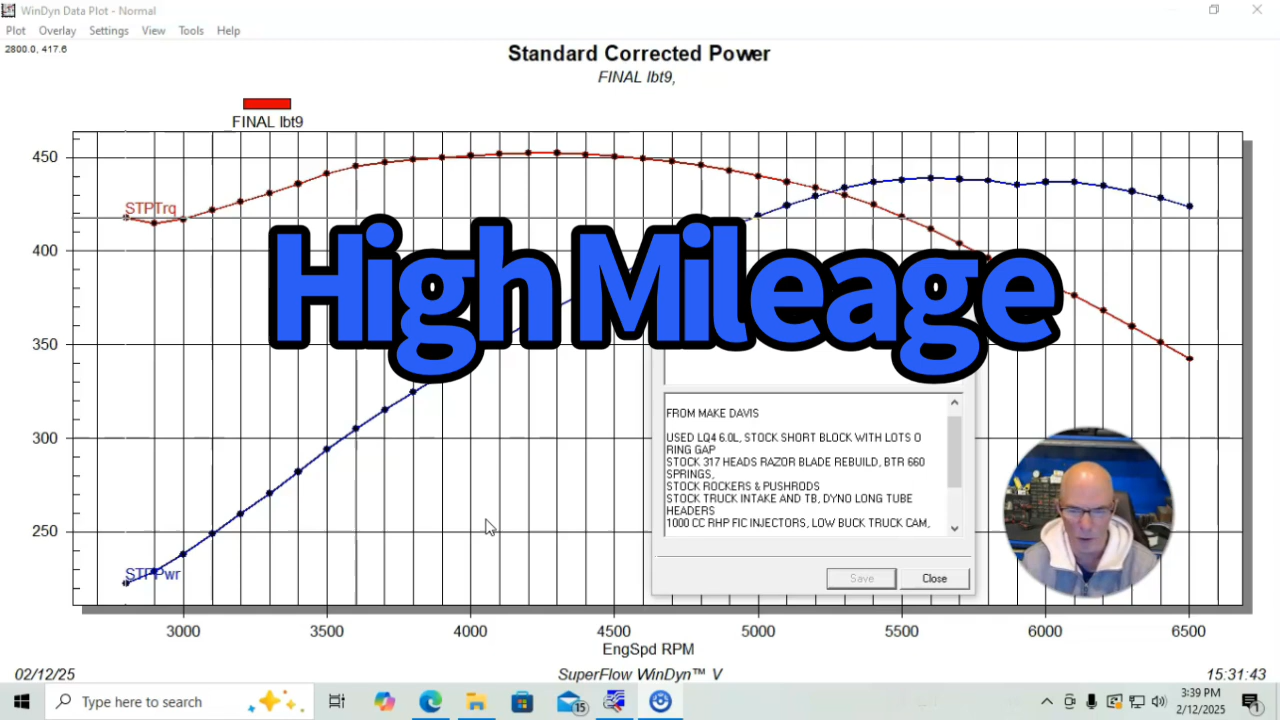 WinDyn Data Plot - Normal
Plot Overlay Settings View Tools Help
2800.0, 417.6
Standard Corrected Power
FINAL lbt9,
FINAL lbt9
450
400
350
300
250
STPTrq
STPPwr
High Mileage
FROM MAKE DAVIS
USED LQ4 6.0L, STOCK SHORT BLOCK WITH LOTS O
RING GAP
STOCK 317 HEADS RAZOR BLADE REBUILD, BTR 660
SPRINGS,
STOCK ROCKERS & PUSHRODS
STOCK TRUCK INTAKE AND TB, DYNO LONG TUBE
HEADERS
1000 CC RHP FIC INJECTORS, LOW BUCK TRUCK CAM,
Save Close
3000 3500 4000 4500 5000 5500 6000 6500
EngSpd RPM
02/12/25 SuperFlow WinDyn™ V 15:31:43
Type here to search
15
3:39 PM
2/12/2025
1